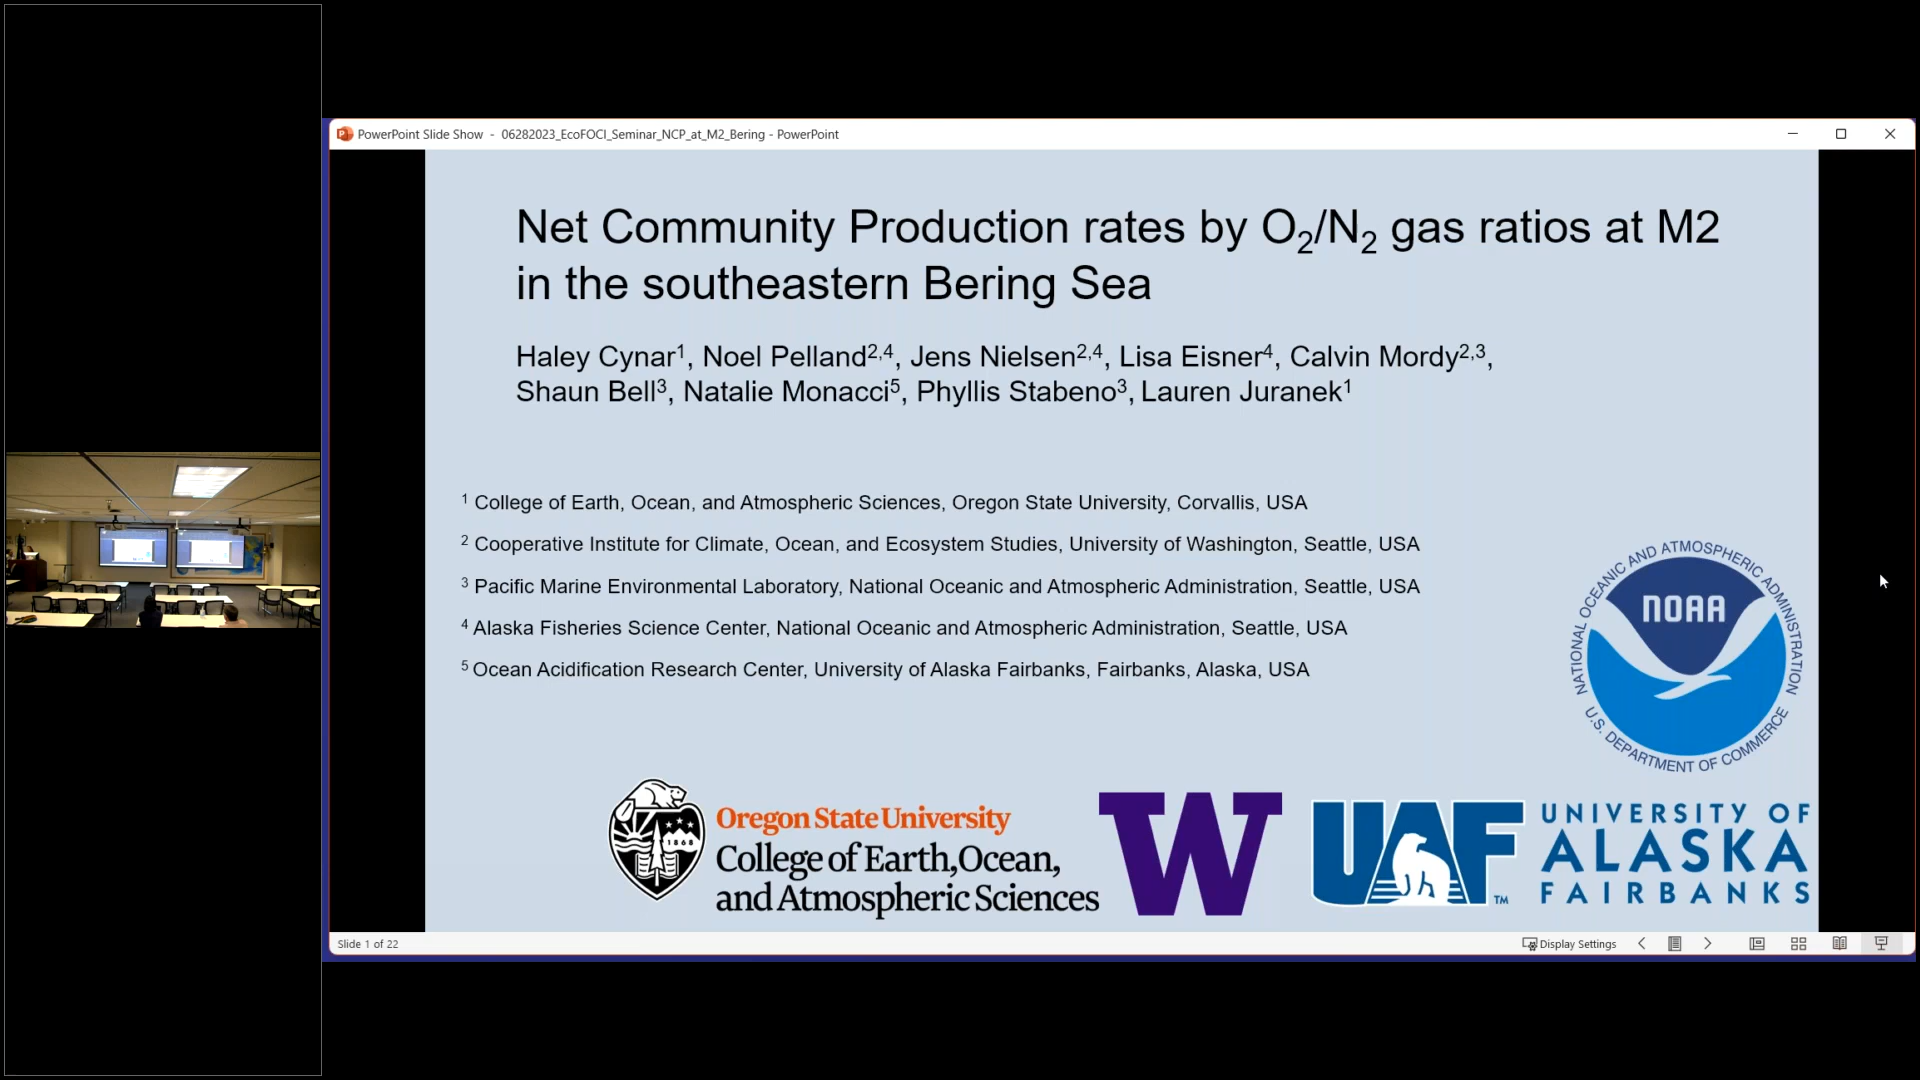 PowerPoint Slide Show - 06282023_EcoFOCI_Seminar_NCP_at_M2_Bering - PowerPoint
Net Community Production rates by O₂/N₂ gas ratios at M2
in the southeastern Bering Sea
Haley Cynar¹, Noel Pelland²,⁴, Jens Nielsen²,⁴, Lisa Eisner⁴, Calvin Mordy²,³,
Shaun Bell³, Natalie Monacci⁵, Phyllis Stabeno³, Lauren Juranek¹
¹ College of Earth, Ocean, and Atmospheric Sciences, Oregon State University, Corvallis, USA
² Cooperative Institute for Climate, Ocean, and Ecosystem Studies, University of Washington, Seattle, USA
³ Pacific Marine Environmental Laboratory, National Oceanic and Atmospheric Administration, Seattle, USA
⁴ Alaska Fisheries Science Center, National Oceanic and Atmospheric Administration, Seattle, USA
⁵ Ocean Acidification Research Center, University of Alaska Fairbanks, Fairbanks, Alaska, USA
NATIONAL OCEANIC AND ATMOSPHERIC ADMINISTRATION
NOAA
U.S. DEPARTMENT OF COMMERCE
1868
Oregon State University
College of Earth, Ocean,
and Atmospheric Sciences
W
UAF
TM
UNIVERSITY OF
ALASKA
FAIRBANKS
Slide 1 of 22
Display Settings